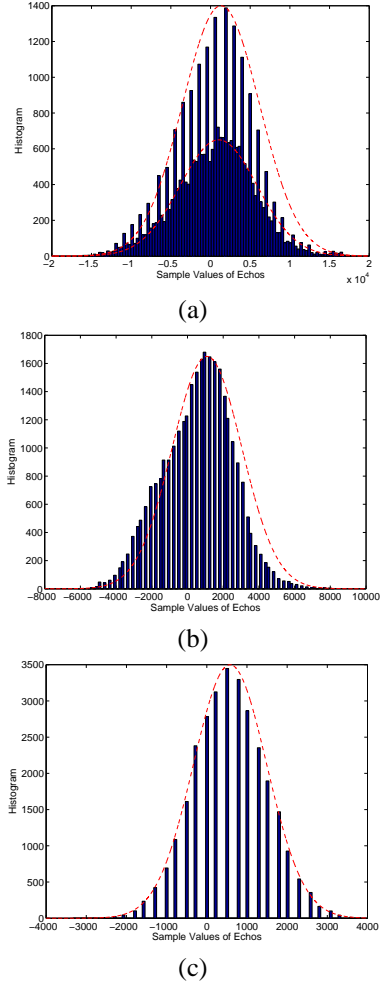 1400
1200
1000
800
600
400
200
0
Histogram
−2 −1.5 −1 −0.5 0 0.5 1 1.5 2
Sample Values of Echos
x 10⁴
(a)
1800
1600
1400
1200
1000
800
600
400
200
0
Histogram
−8000 −6000 −4000 −2000 0 2000 4000 6000 8000 10000
Sample Values of Echos
(b)
3500
3000
2500
2000
1500
1000
500
0
Histogram
−4000 −3000 −2000 −1000 0 1000 2000 3000 4000
Sample Values of Echos
(c)